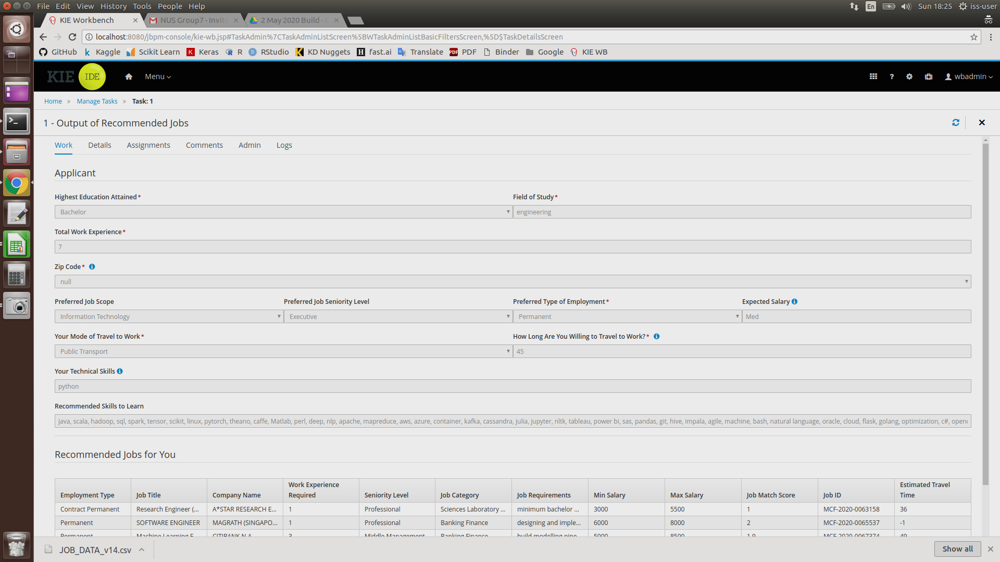 File Edit View History Tools People Help
En Sun 18:25 iss-user
KIE Workbench NUS Group7 - Invita 2 May 2020 Build -
localhost:8080/jbpm-console/kie-wb.jsp#TaskAdmin%7CTaskAdminListScreen%5BWTaskAdminListBasicFiltersScreen,%5D$TaskDetailsScreen
GitHub Kaggle Scikit Learn Keras R RStudio KD Nuggets fast.ai Translate PDF Binder Google KIE WB
KIE IDE Menu wbadmin
Home » Manage Tasks » Task: 1
1 - Output of Recommended Jobs
Work Details Assignments Comments Admin Logs
Applicant
Highest Education Attained* Field of Study*
Bachelor engineering
Total Work Experience*
7
Zip Code*
null
Preferred Job Scope Preferred Job Seniority Level Preferred Type of Employment* Expected Salary
Information Technology Executive Permanent Med
Your Mode of Travel to Work* How Long Are You Willing to Travel to Work?*
Public Transport 45
Your Technical Skills
python
Recommended Skills to Learn
java, scala, hadoop, sql, spark, tensor, scikit, linux, pytorch, theano, caffe, Matlab, perl, deep, nlp, apache, mapreduce, aws, azure, container, kafka, cassandra, julia, jupyter, nltk, tableau, power bi, sas, pandas, git, hive, impala, agile, machine, bash, natural language, oracle, cloud, flask, golang, optimization, c#, openc
Recommended Jobs for You
Employment Type Job Title Company Name Work Experience Required Seniority Level Job Category Job Requirements Min Salary Max Salary Job Match Score Job ID Estimated Travel Time
Contract Permanent Research Engineer (... A*STAR RESEARCH E... 1 Professional Sciences Laboratory ... minimum bachelor ... 3000 5500 1 MCF-2020-0063158 36
Permanent SOFTWARE ENGINEER MAGRATH (SINGAPO... 1 Professional Banking Finance designing and imple... 6000 8000 2 MCF-2020-0065537 -1
Permanent Machine Learning E... CITIBANK N.A. 3 Middle Management Banking Finance build modelling pine... 5000 8500 1.9 MCF-2020-0067374 49
JOB_DATA_v14.csv Show all